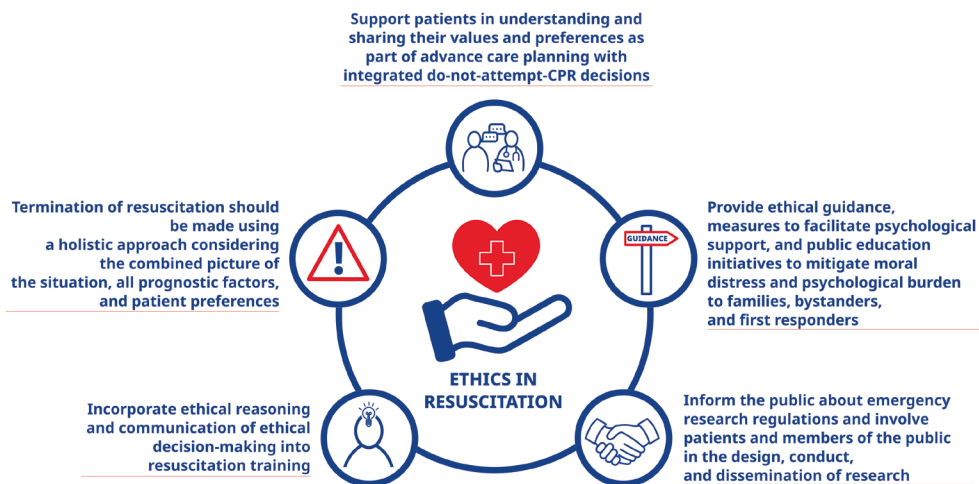 Support patients in understanding and
sharing their values and preferences as
part of advance care planning with
integrated do-not-attempt-CPR decisions
Termination of resuscitation should
be made using
a holistic approach considering
the combined picture of
the situation, all prognostic factors,
and patient preferences
GUIDANCE
Provide ethical guidance,
measures to facilitate psychological
support, and public education
initiatives to mitigate moral
distress and psychological burden
to families, bystanders,
and first responders
ETHICS IN
RESUSCITATION
Incorporate ethical reasoning
and communication of ethical
decision-making into
resuscitation training
Inform the public about emergency
research regulations and involve
patients and members of the public
in the design, conduct,
and dissemination of research